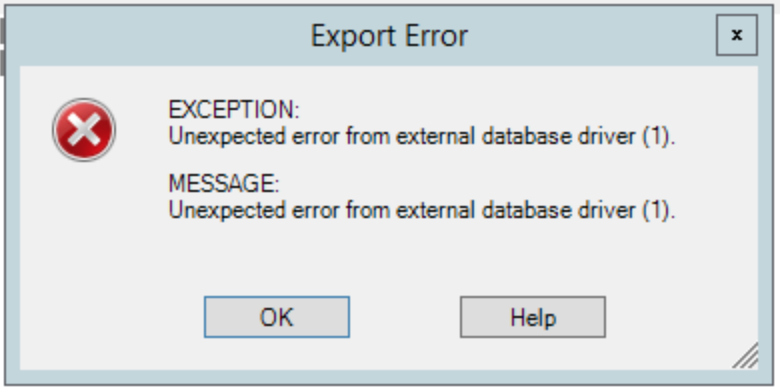 Export Error
x
EXCEPTION:
Unexpected error from external database driver (1).
MESSAGE:
Unexpected error from external database driver (1).
OK
Help